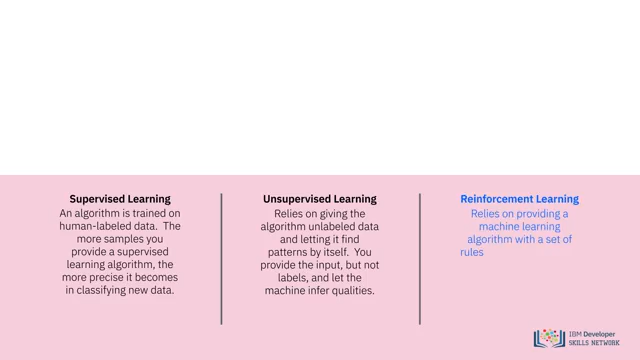 Supervised Learning
An algorithm is trained on
human-labeled data. The
more samples you
provide a supervised
learning algorithm, the
more precise it becomes
in classifying new data.
Unsupervised Learning
Relies on giving the
algorithm unlabeled data
and letting it find
patterns by itself. You
provide the input, but not
labels, and let the
machine infer qualities.
Reinforcement Learning
Relies on providing a
machine learning
algorithm with a set of
rules
IBM Developer
SKILLS NETWORK